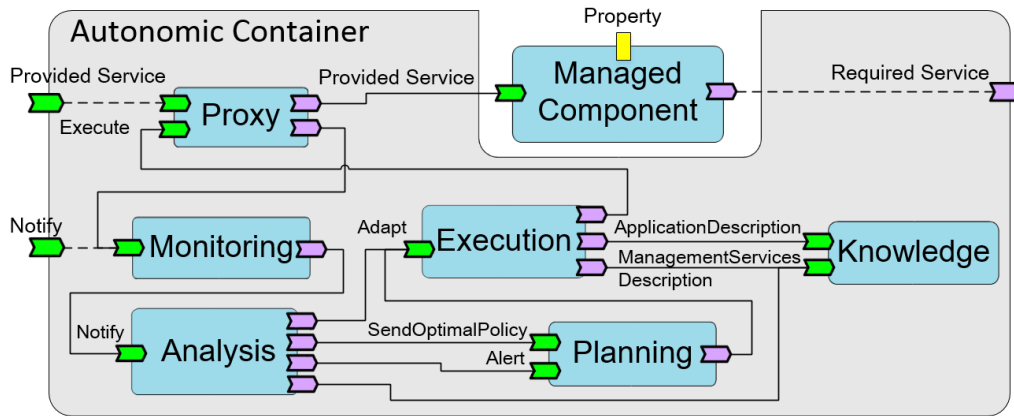 Autonomic Container
Property
Provided Service
Provided Service
Managed
Component
Required Service
Proxy
Execute
Notify
Monitoring
Adapt
Execution
ApplicationDescription
ManagementServices
Description
Knowledge
Notify
Analysis
SendOptimalPolicy
Alert
Planning